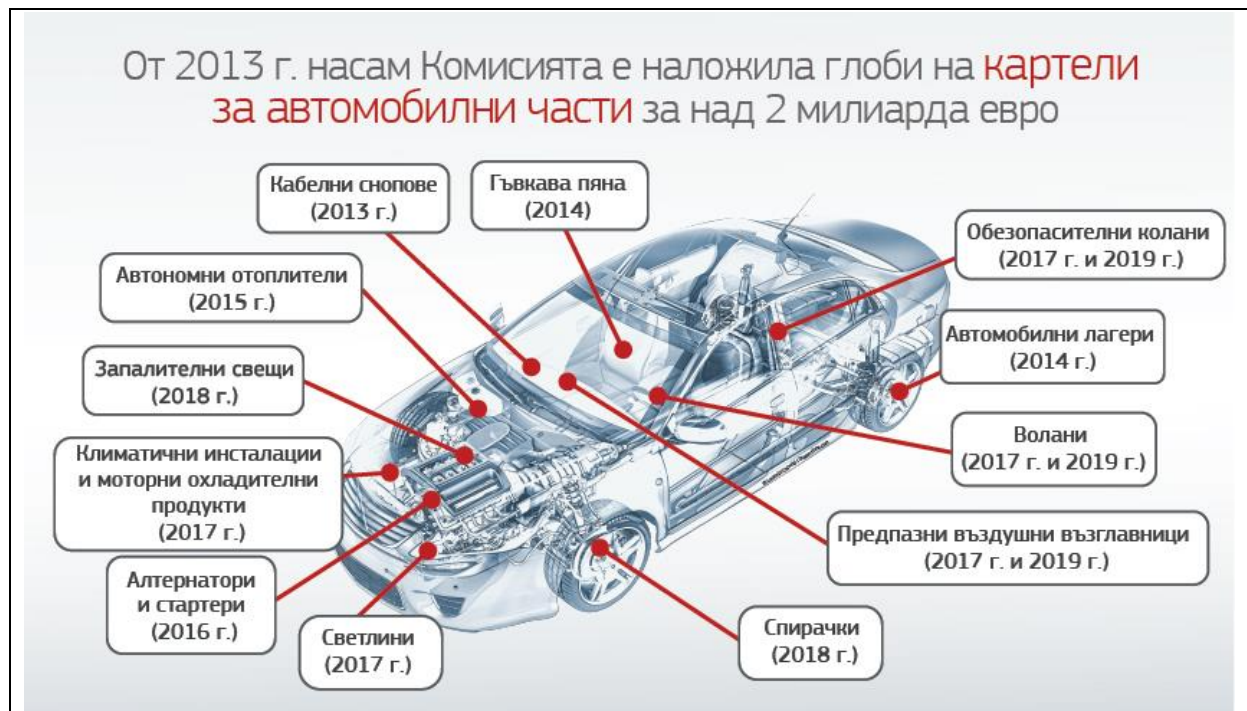 От 2013 г. насам Комисията е наложила глоби на картели
за автомобилни части за над 2 милиарда евро
Кабелни снопове
(2013 г.)
Гъвкава пяна
(2014)
Обезопасителни колани
(2017 г. и 2019 г.)
Автономни отоплители
(2015 г.)
Автомобилни лагери
(2014 г.)
Запалителни свещи
(2018 г.)
Волани
(2017 г. и 2019 г.)
Климатични инсталации
и моторни охладителни
продукти
(2017 г.)
Предпазни въздушни възглавници
(2017 г. и 2019 г.)
Алтернатори
и стартери
(2016 г.)
Светлини
(2017 г.)
Спирачки
(2018 г.)